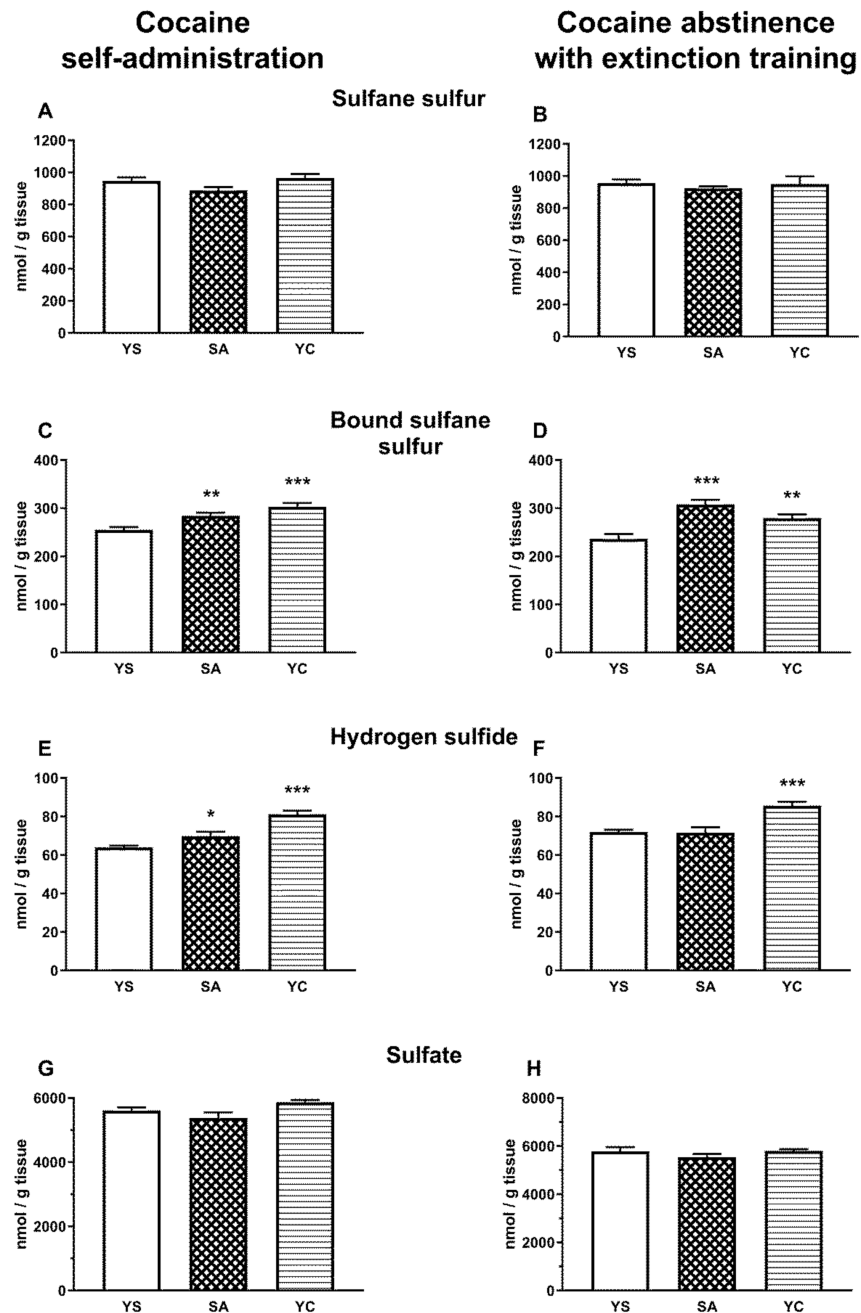 Cocaine
self-administration
Cocaine abstinence
with extinction training
Sulfane sulfur
A
1200
1000
800
600
400
200
0
nmol / g tissue
YS SA YC
B
1200
1000
800
600
400
200
0
nmol / g tissue
YS SA YC
Bound sulfane
sulfur
C
400
300
200
100
0
nmol / g tissue
** ***
YS SA YC
D
400
300
200
100
0
nmol / g tissue
*** **
YS SA YC
Hydrogen sulfide
E
100
80
60
40
20
0
nmol / g tissue
* ***
YS SA YC
F
100
80
60
40
20
0
nmol / g tissue
***
YS SA YC
Sulfate
G
6000
4000
2000
0
nmol / g tissue
YS SA YC
H
8000
6000
4000
2000
0
nmol / g tissue
YS SA YC